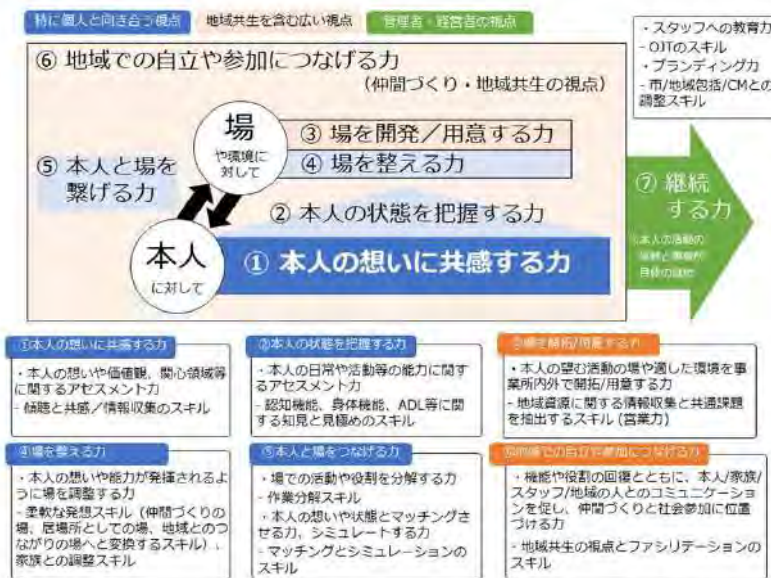 特に個人と向き合う視点
地域共生を含む広い視点
管理者・経営者の視点
・スタッフへの教育力
- OJTのスキル
・ブランディング力
- 市/地域包括/CMとの
調整スキル
⑥ 地域での自立や参加につなげる力
(仲間づくり・地域共生の視点)
場
や環境に
対して
③ 場を開発／用意する力
④ 場を整える力
⑤ 本人と場を
繋げる力
② 本人の状態を把握する力
本人
に対して
① 本人の想いに共感する力
⑦ 継続
する力
①本人の想いに共感する力
・本人の想いや価値観、関心領域等
に関するアセスメント力
- 傾聴と共感／情報収集のスキル
②本人の状態を把握する力
・本人の日常や活動等の能力に関す
るアセスメント力
- 認知機能、身体機能、ADL等に関
する知見と見極めのスキル
③場を開拓/用意する力
・本人の望む活動の場や適した環境を事
業所内外で開拓/用意する力
- 地域資源に関する情報収集と共通課題
を抽出するスキル (営業力)
④場を整える力
・本人の想いや能力が発揮されるよ
うに場を調整する力
- 柔軟な発想スキル（仲間づくりの
場、居場所としての場、地域とのつ
ながりの場へと変換するスキル）、
家族との調整スキル
⑤本人と場をつなげる力
・場での活動や役割を分解する力
- 作業分解スキル
・本人の想いや状態とマッチングさ
せる力、シミュレートする力
- マッチングとシミュレーションの
スキル
⑥地域での自立や参加につなげる力
・機能や役割の回復とともに、本人/家族/
スタッフ/地域の人とのコミュニケーショ
ンを促し、仲間づくりと社会参加に位置
づける力
- 地域共生の視点とファシリテーションの
スキル